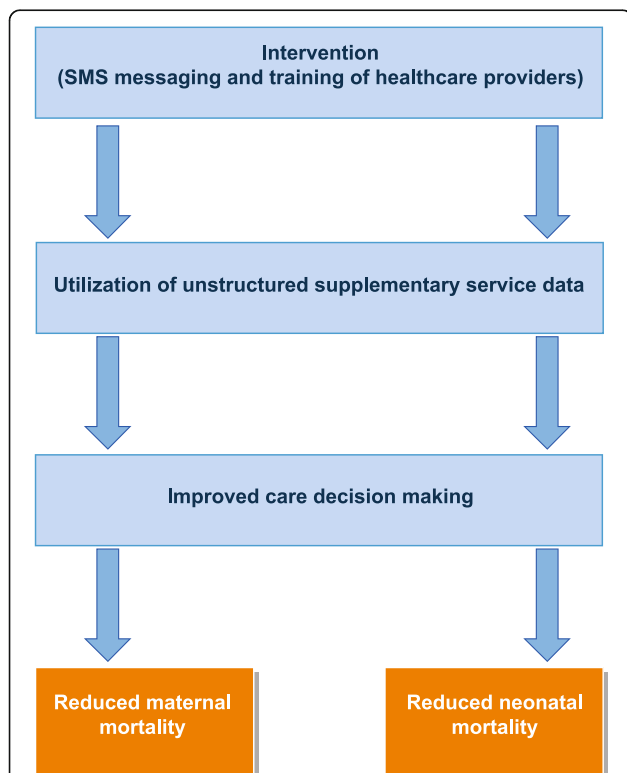 Intervention
(SMS messaging and training of healthcare providers)
Utilization of unstructured supplementary service data
Improved care decision making
Reduced maternal
mortality
Reduced neonatal
mortality